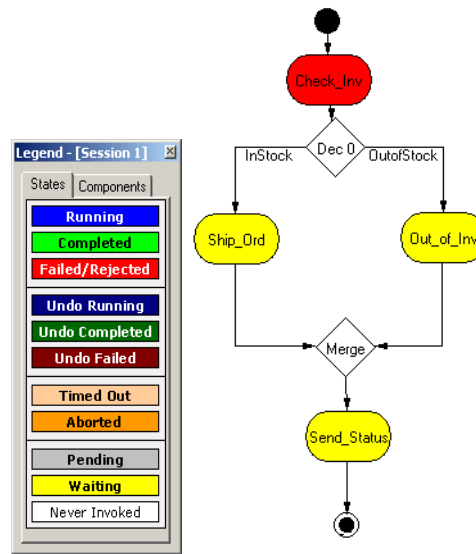 Check_Inv
Dec 0
InStock
OutofStock
Ship_Ord
Out_of_Inv
Merge
Send_Status
Legend - [Session 1]
States
Components
Running
Completed
Failed/Rejected
Undo Running
Undo Completed
Undo Failed
Timed Out
Aborted
Pending
Waiting
Never Invoked